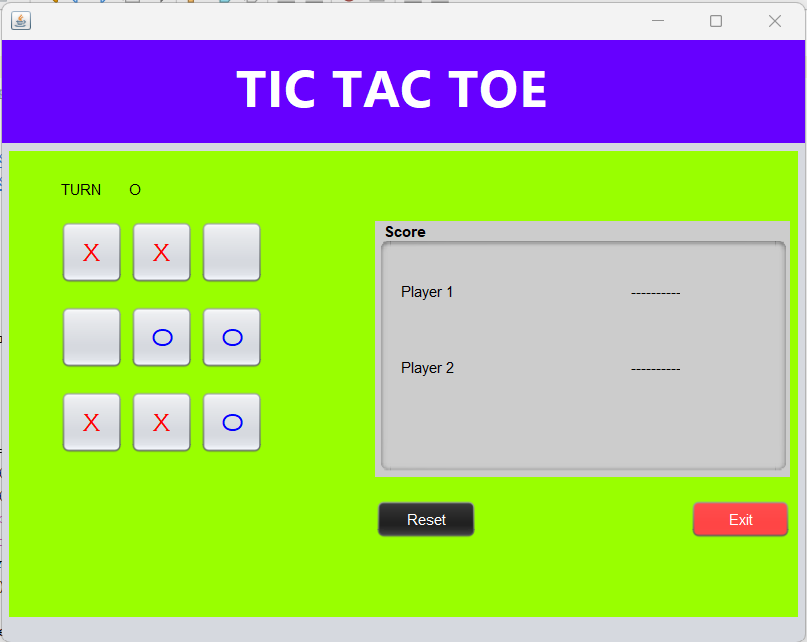 TIC TAC TOE
TURN O
Score
X X
Player 1 ----------
O O
Player 2 ----------
X X O
Reset Exit